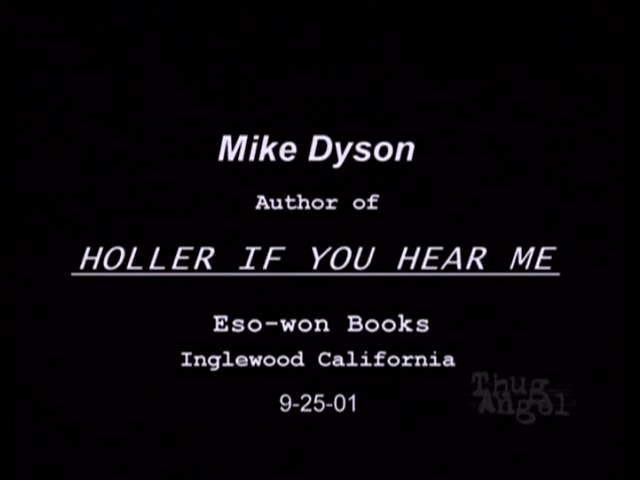 Mike Dyson
Author of
HOLLER IF YOU HEAR ME
Eso-won Books
Inglewood California
9-25-01
Thug
Angel